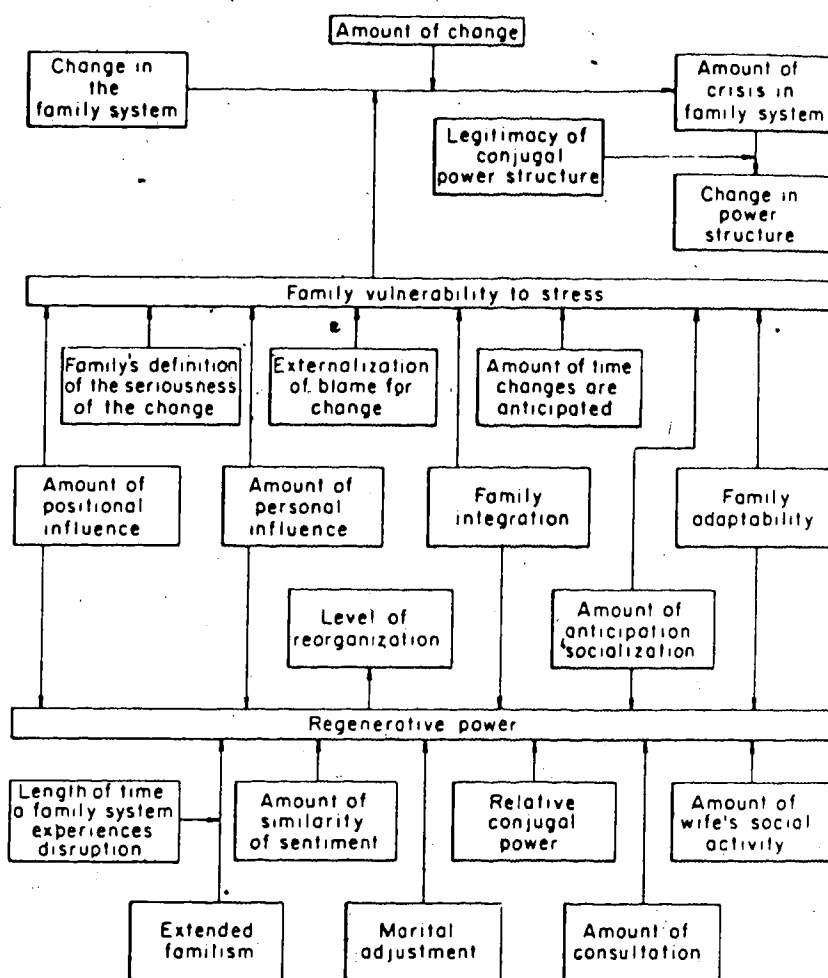 Amount of change
Change in
the
family system
Amount of
crisis in
family system
Legitimacy of
conjugal
power structure
Change in
power
structure
Family vulnerability to stress
Family's definition
of the seriousness
of the change
Externalization
of blame for
change
Amount of time
changes are
anticipated
Amount of
positional
influence
Amount of
personal
influence
Family
integration
Family
adaptability
Level of
reorganization
Amount of
anticipation
socialization
Regenerative power
Length of time
a family system
experiences
disruption
Amount of
similarity
of sentiment
Relative
conjugal
power
Amount of
wife's social
activity
Extended
familism
Marital
adjustment
Amount of
consultation